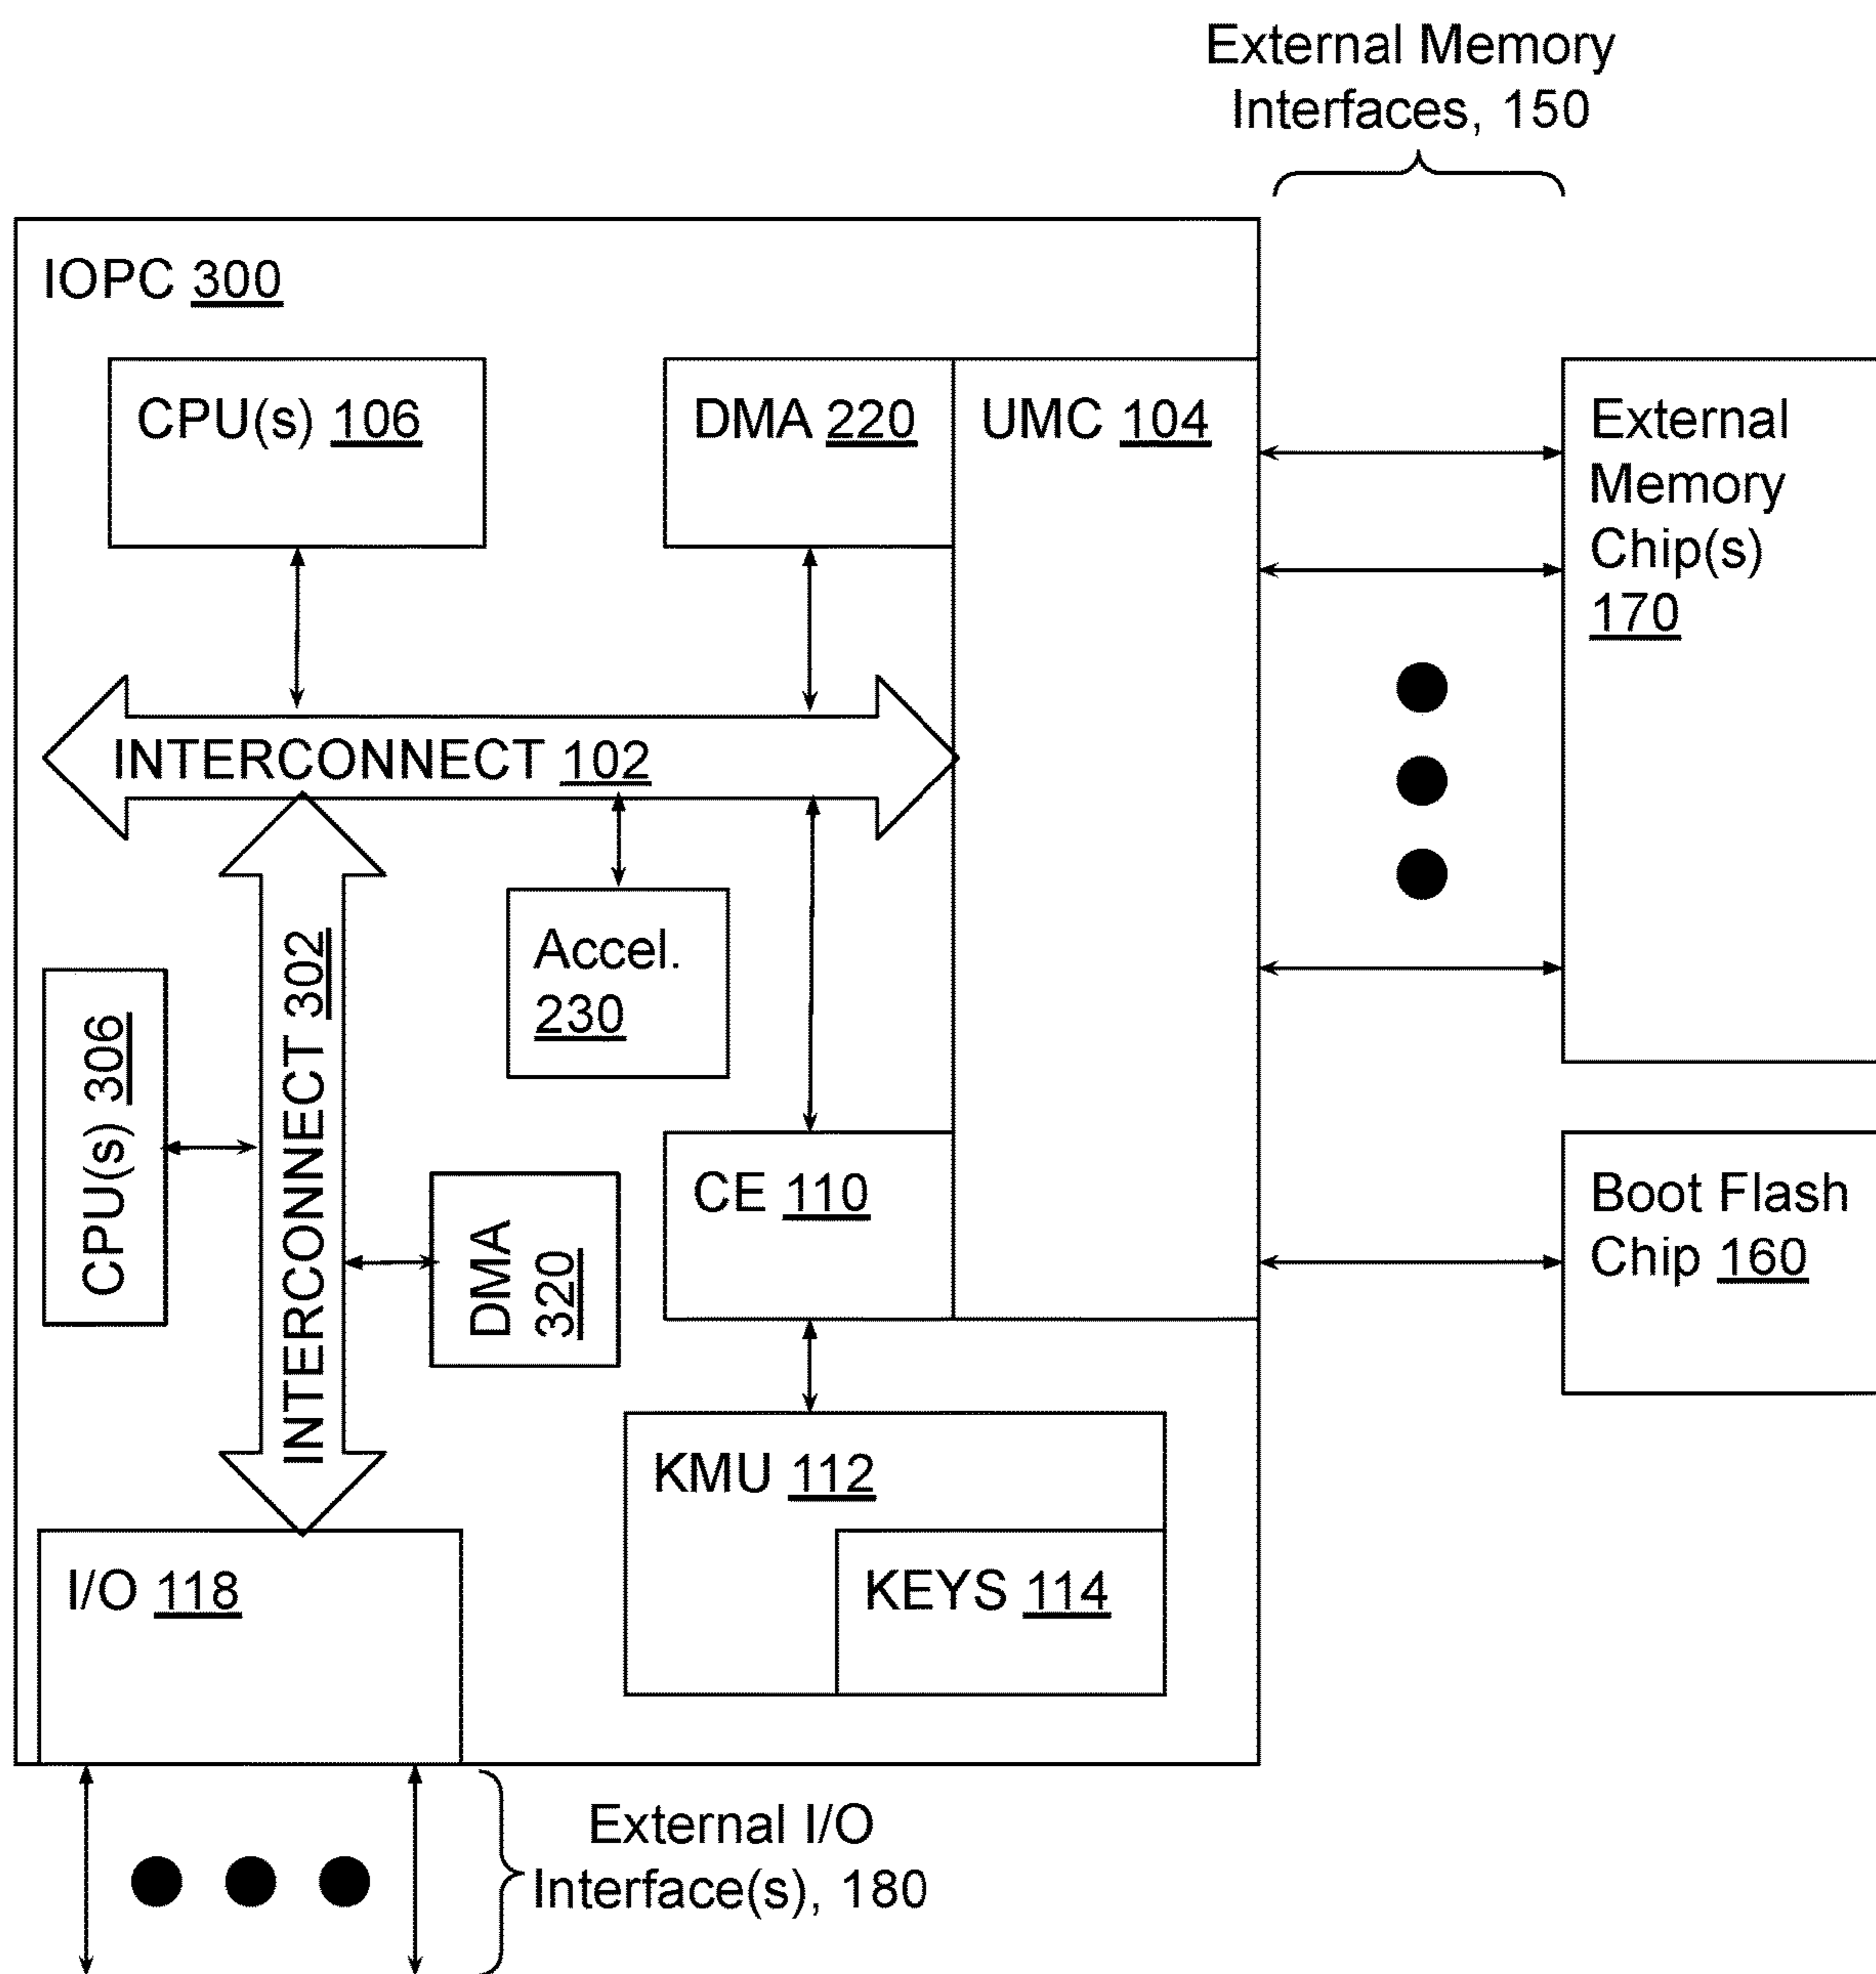 External Memory
Interfaces, 150
IOPC 300
CPU(s) 106
DMA 220
UMC 104
External
Memory
Chip(s)
170
INTERCONNECT 102
INTERCONNECT 302
Accel.
230
CPU(s) 306
DMA
320
CE 110
Boot Flash
Chip 160
KMU 112
KEYS 114
I/O 118
External I/O
Interface(s), 180